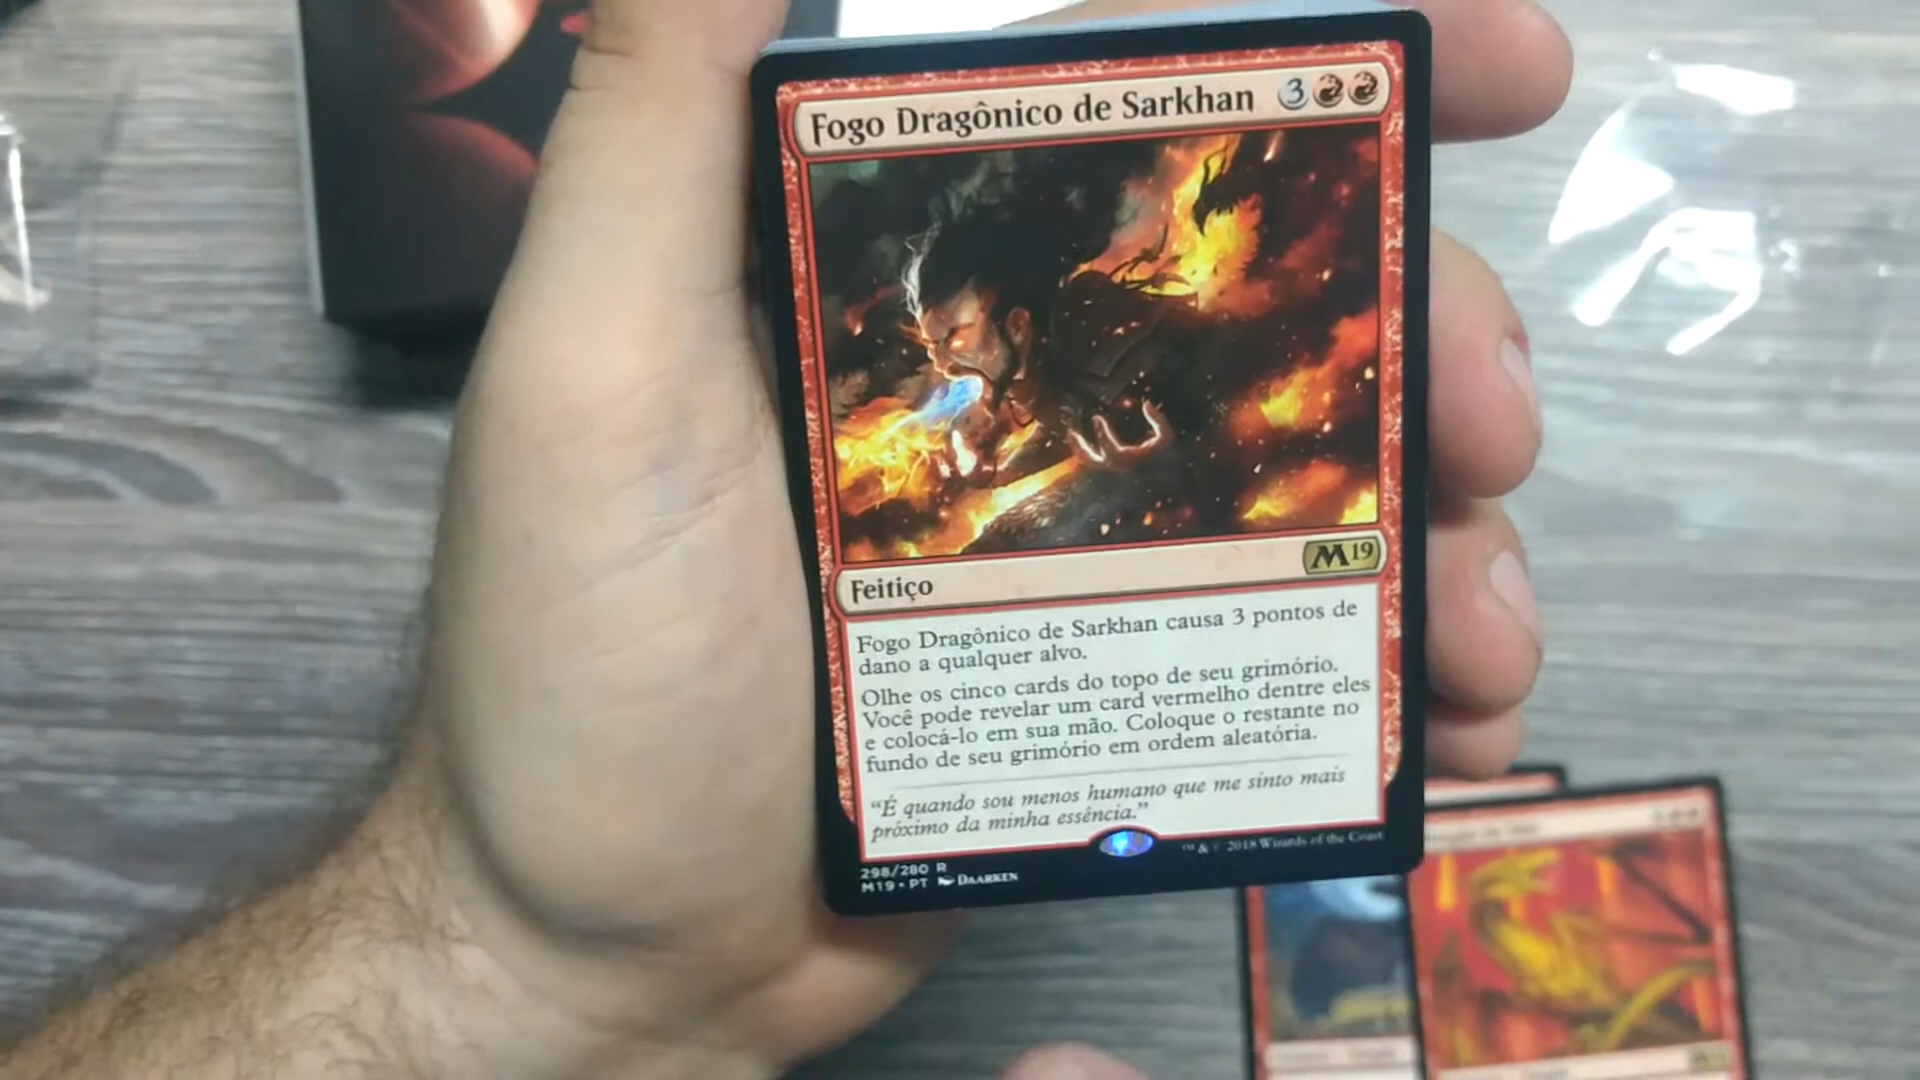 Fogo Dragônico de Sarkhan 3
M19
Feitiço
Fogo Dragônico de Sarkhan causa 3 pontos de
dano a qualquer alvo.
Olhe os cinco cards do topo de seu grimório.
Você pode revelar um card vermelho dentre eles
e colocá-lo em sua mão. Coloque o restante no
fundo de seu grimório em ordem aleatória.
“É quando sou menos humano que me sinto mais
próximo da minha essência.”
298/280 R
M19 • PT DAARKEN
™ & © 2018 Wizards of the Coast